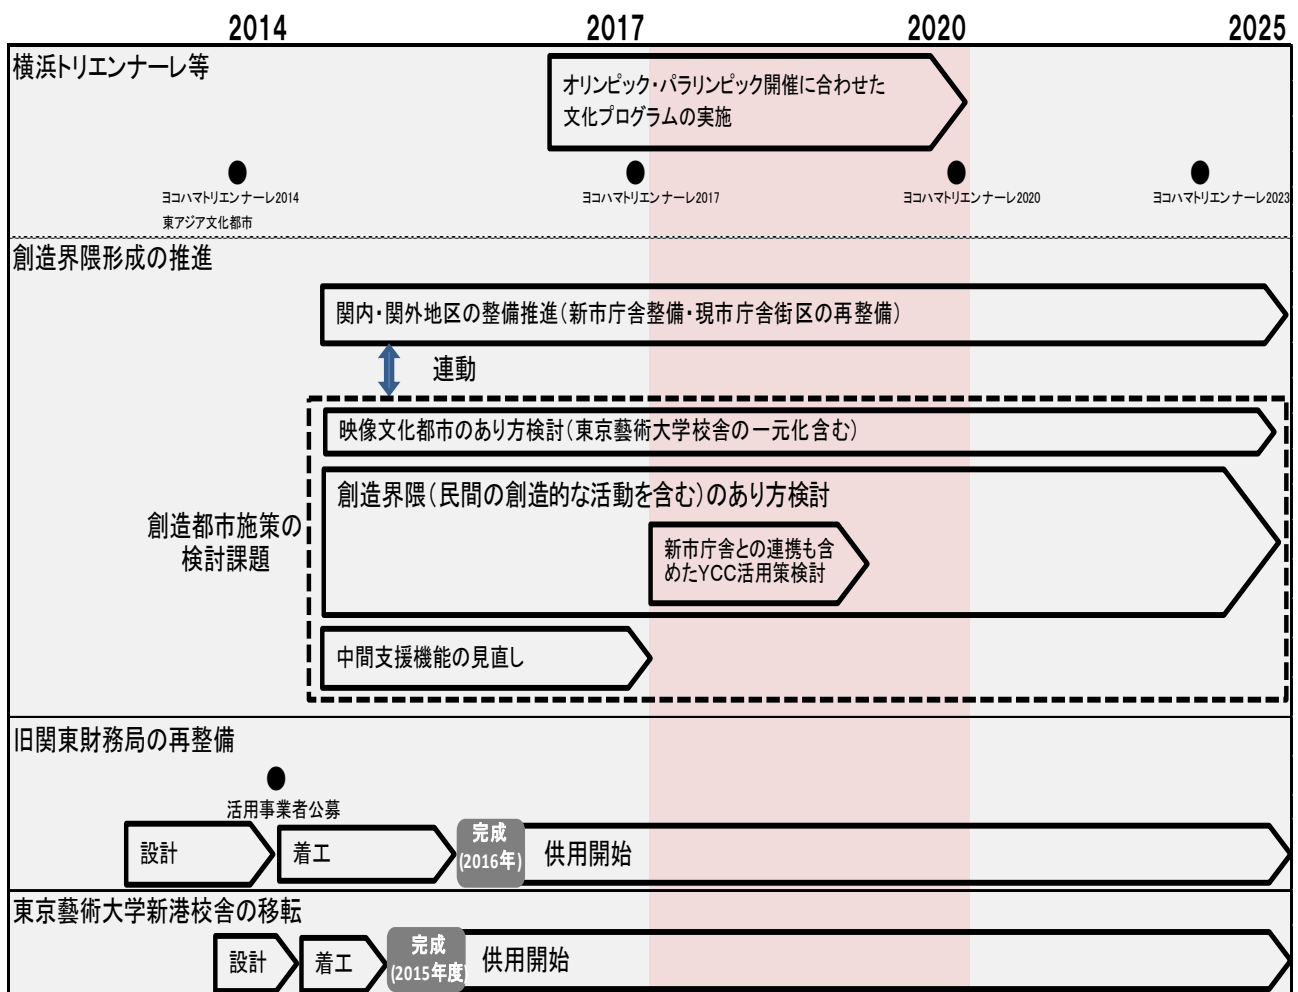 2014 2017 2020 2025
横浜トリエンナーレ等
オリンピック・パラリンピック開催に合わせた
文化プログラムの実施
ヨコハマトリエンナーレ2014
東アジア文化都市
ヨコハマトリエンナーレ2017
ヨコハマトリエンナーレ2020
ヨコハマトリエンナーレ2023
創造界隈形成の推進
関内・関外地区の整備推進(新市庁舎整備・現市庁舎街区の再整備)
連動
創造都市施策の
検討課題
映像文化都市のあり方検討(東京藝術大学校舎の一元化含む)
創造界隈(民間の創造的な活動を含む)のあり方検討
新市庁舎との連携も含
めたYCC活用策検討
中間支援機能の見直し
旧関東財務局の再整備
活用事業者公募
設計
着工
完成
(2016年)
供用開始
東京藝術大学新港校舎の移転
設計
着工
完成
(2015年度)
供用開始